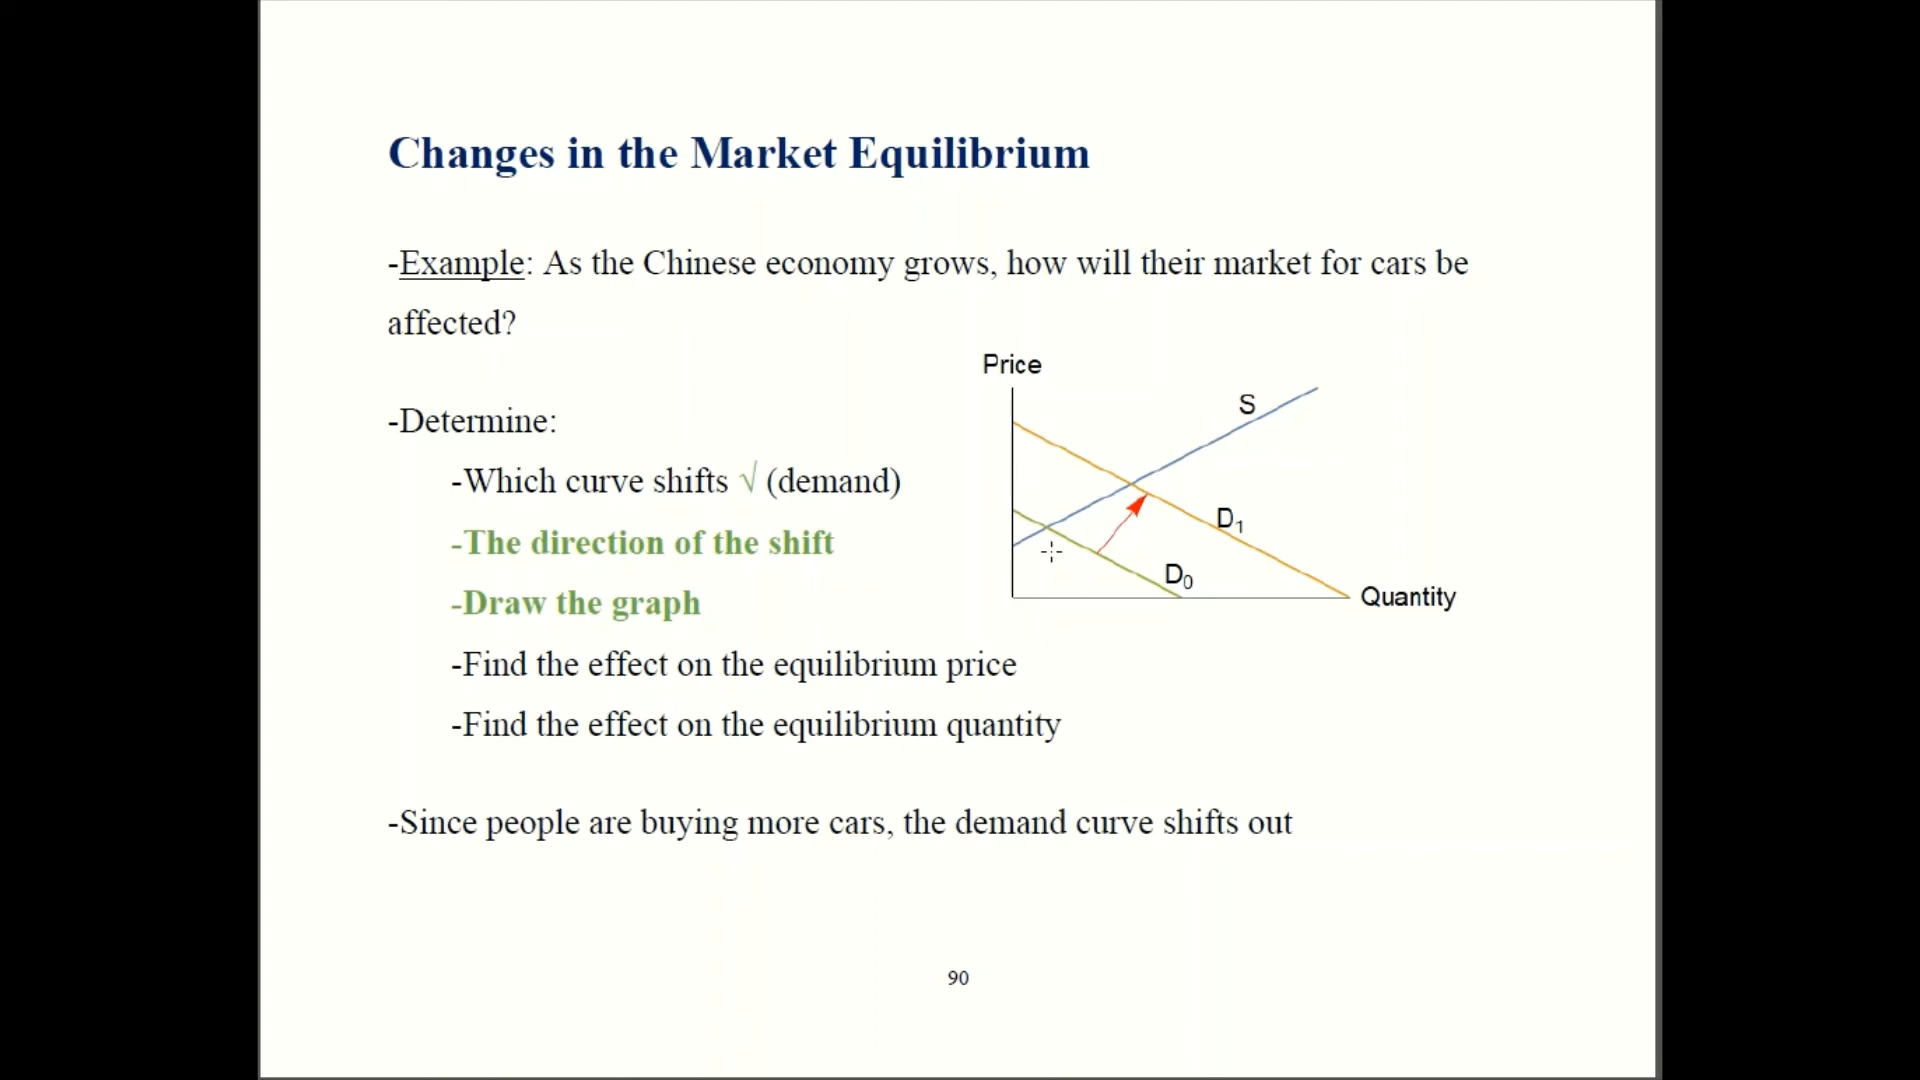 Changes in the Market Equilibrium
-Example: As the Chinese economy grows, how will their market for cars be
affected?
Price
S
-Determine:
-Which curve shifts √ (demand)
D₁
-The direction of the shift
D₀
-Draw the graph
Quantity
-Find the effect on the equilibrium price
-Find the effect on the equilibrium quantity
-Since people are buying more cars, the demand curve shifts out
90